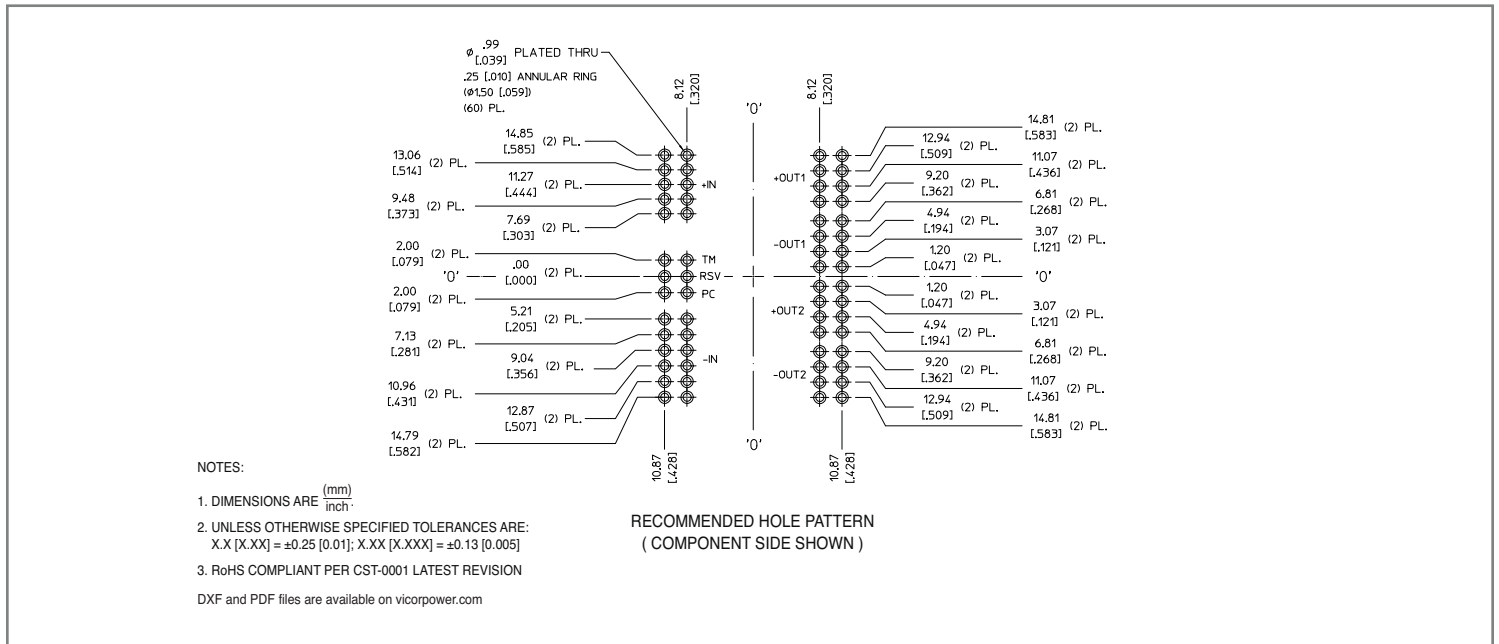 ø .99 PLATED THRU
[.039]
.25 [.010] ANNULAR RING
(ø1.50 [.059])
(60) PL.
8.12
[.320]
'0'
8.12
[.320]
14.85
[.585] (2) PL.
13.06
[.514] (2) PL.
11.27
[.444] (2) PL.
+IN
9.48
[.373] (2) PL.
7.69
[.303] (2) PL.
2.00
[.079] (2) PL.
TM
'0'
.00
[.000] (2) PL.
RSV
2.00
[.079] (2) PL.
PC
5.21
[.205] (2) PL.
7.13
[.281] (2) PL.
9.04
[.356] (2) PL.
-IN
10.96
[.431] (2) PL.
12.87
[.507] (2) PL.
14.79
[.582] (2) PL.
10.87
[.428]
14.81
[.583] (2) PL.
12.94
[.509] (2) PL.
11.07
[.436] (2) PL.
+OUT1
9.20
[.362] (2) PL.
6.81
[.268] (2) PL.
4.94
[.194] (2) PL.
-OUT1
3.07
[.121] (2) PL.
1.20
[.047] (2) PL.
'0'
1.20
[.047] (2) PL.
+OUT2
3.07
[.121] (2) PL.
4.94
[.194] (2) PL.
6.81
[.268] (2) PL.
9.20
[.362] (2) PL.
-OUT2
11.07
[.436] (2) PL.
12.94
[.509] (2) PL.
14.81
[.583] (2) PL.
'0'
10.87
[.428]
NOTES:
1. DIMENSIONS ARE (mm)
inch.
2. UNLESS OTHERWISE SPECIFIED TOLERANCES ARE:
X.X [X.XX] = ±0.25 [0.01]; X.XX [X.XXX] = ±0.13 [0.005]
3. RoHS COMPLIANT PER CST-0001 LATEST REVISION
DXF and PDF files are available on vicorpower.com
RECOMMENDED HOLE PATTERN
( COMPONENT SIDE SHOWN )